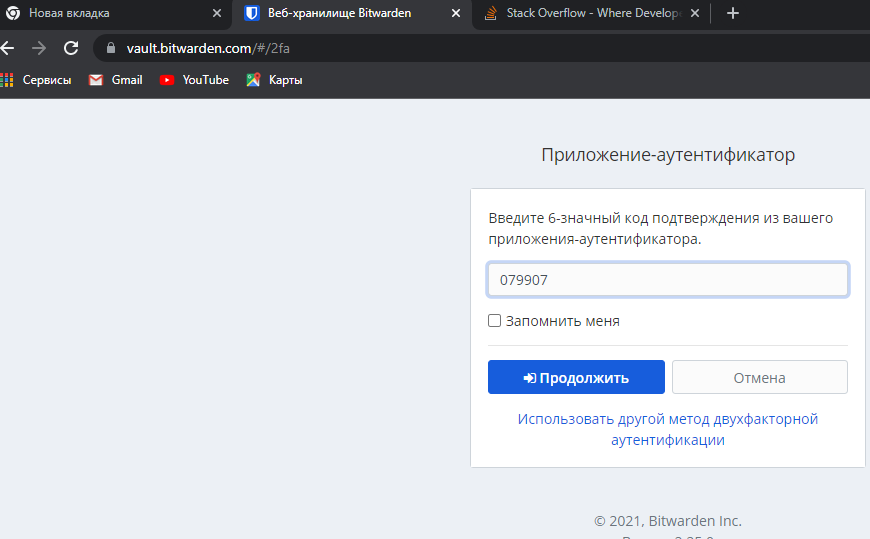 Новая вкладка
Веб-хранилище Bitwarden
Stack Overflow - Where Develope
vault.bitwarden.com/#/2fa
Сервисы
Gmail
YouTube
Карты
Приложение-аутентификатор
Введите 6-значный код подтверждения из вашего
приложения-аутентификатора.
079907
Запомнить меня
Продолжить
Отмена
Использовать другой метод двухфакторной
аутентификации
© 2021, Bitwarden Inc.